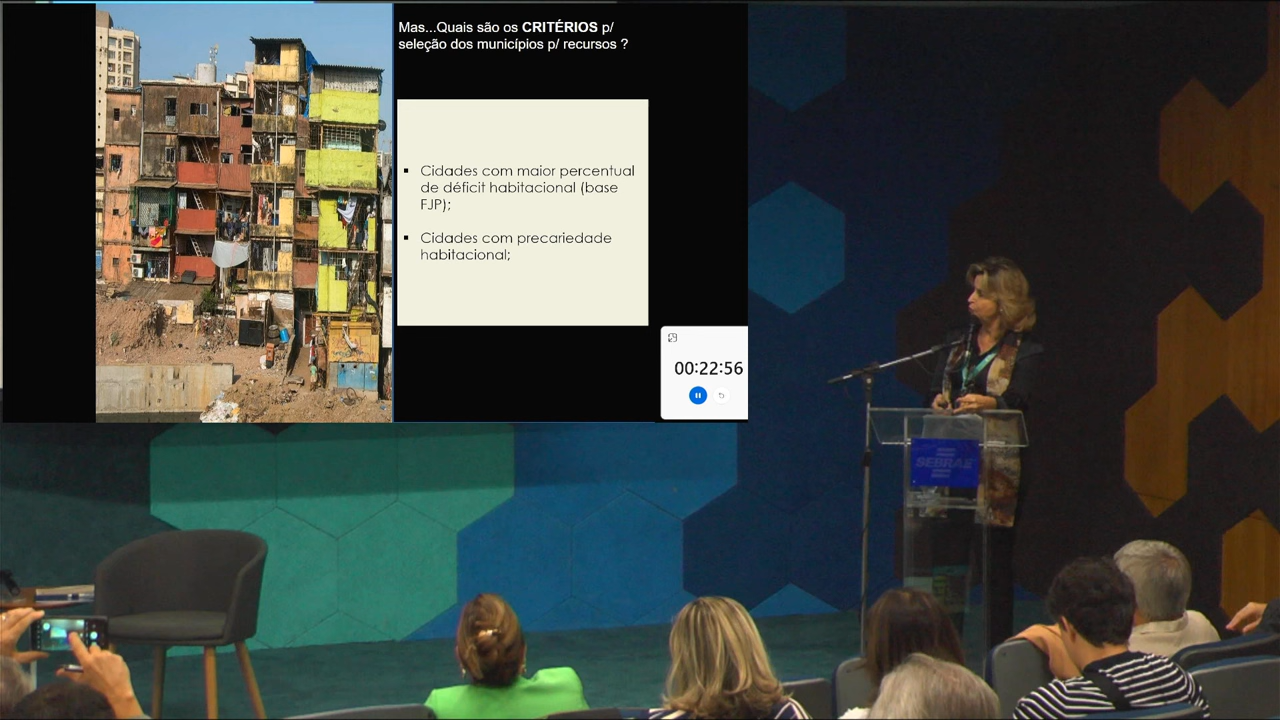 Mas...Quais são os CRITÉRIOS p/
seleção dos municípios p/ recursos ?
▪ Cidades com maior percentual
de déficit habitacional (base
FJP);
▪ Cidades com precariedade
habitacional;
00:22:56
SEBRAE